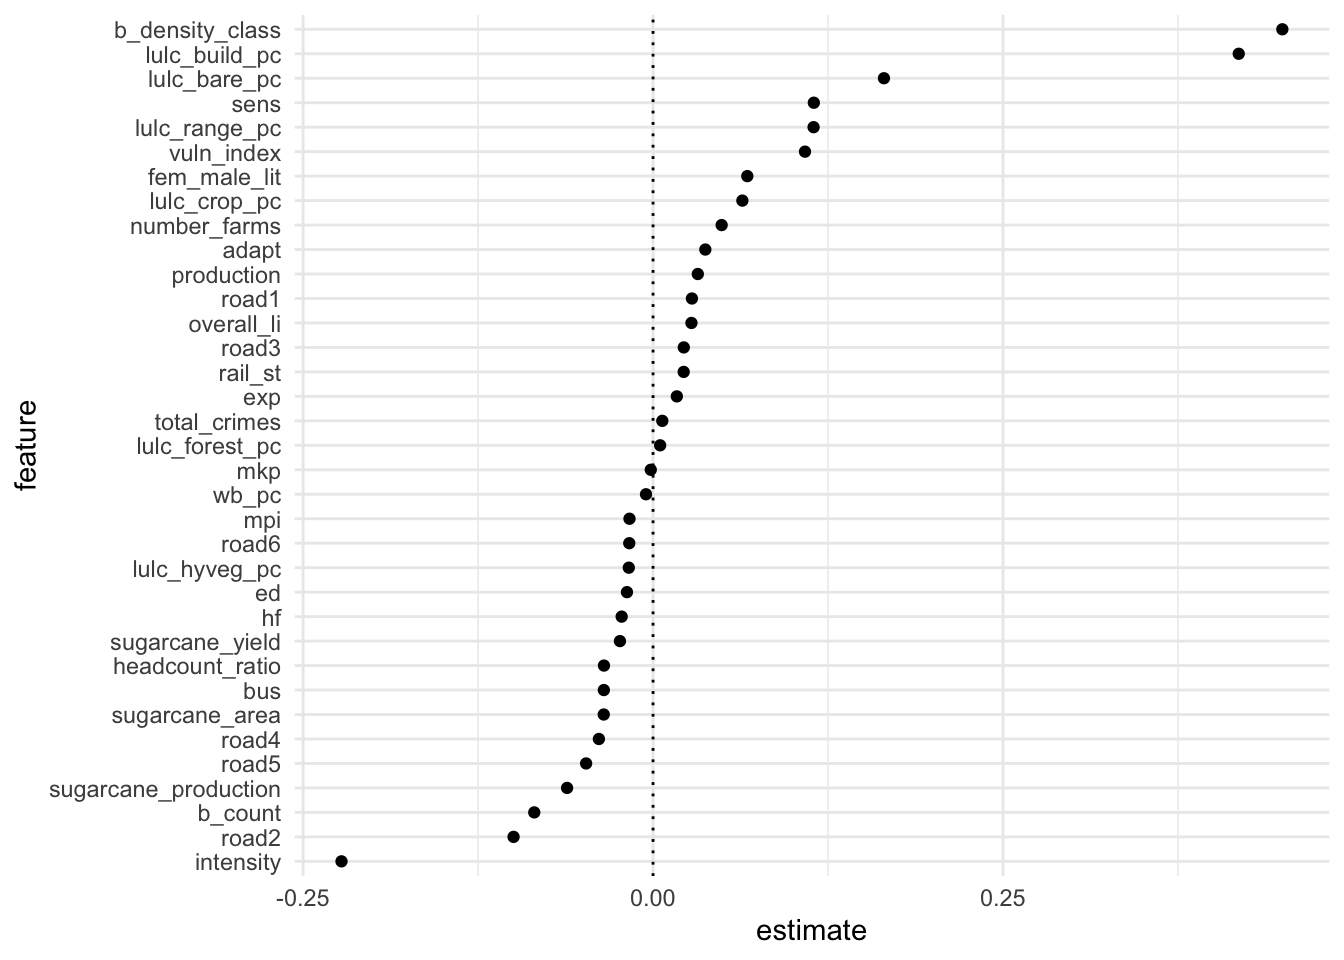 b_density_class
lulc_build_pc
lulc_bare_pc
sens
lulc_range_pc
vuln_index
fem_male_lit
lulc_crop_pc
number_farms
adapt
production
road1
overall_li
road3
rail_st
exp
total_crimes
lulc_forest_pc
mkp
wb_pc
mpi
road6
lulc_hyveg_pc
ed
hf
sugarcane_yield
headcount_ratio
bus
sugarcane_area
road4
road5
sugarcane_production
b_count
road2
intensity
feature
-0.25 0.00 0.25
estimate